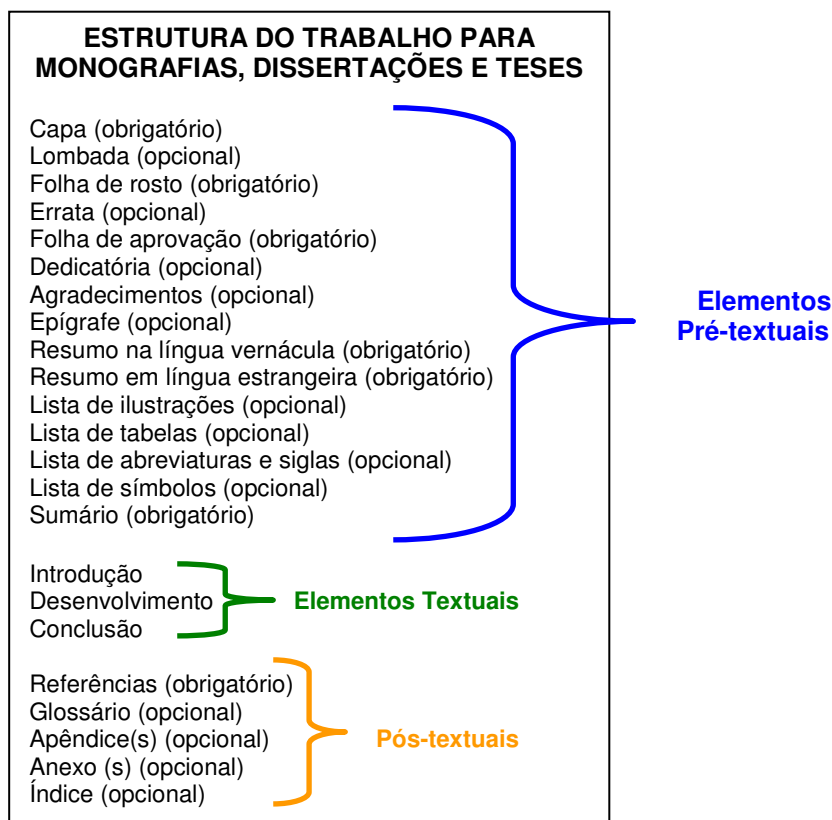 ESTRUTURA DO TRABALHO PARA
MONOGRAFIAS, DISSERTAÇÕES E TESES
Capa (obrigatório)
Lombada (opcional)
Folha de rosto (obrigatório)
Errata (opcional)
Folha de aprovação (obrigatório)
Dedicatória (opcional)
Agradecimentos (opcional)
Epígrafe (opcional)
Resumo na língua vernácula (obrigatório)
Resumo em língua estrangeira (obrigatório)
Lista de ilustrações (opcional)
Lista de tabelas (opcional)
Lista de abreviaturas e siglas (opcional)
Lista de símbolos (opcional)
Sumário (obrigatório)
Elementos
Pré-textuais
Introdução
Desenvolvimento
Conclusão
Elementos Textuais
Referências (obrigatório)
Glossário (opcional)
Apêndice(s) (opcional)
Anexo (s) (opcional)
Índice (opcional)
Pós-textuais